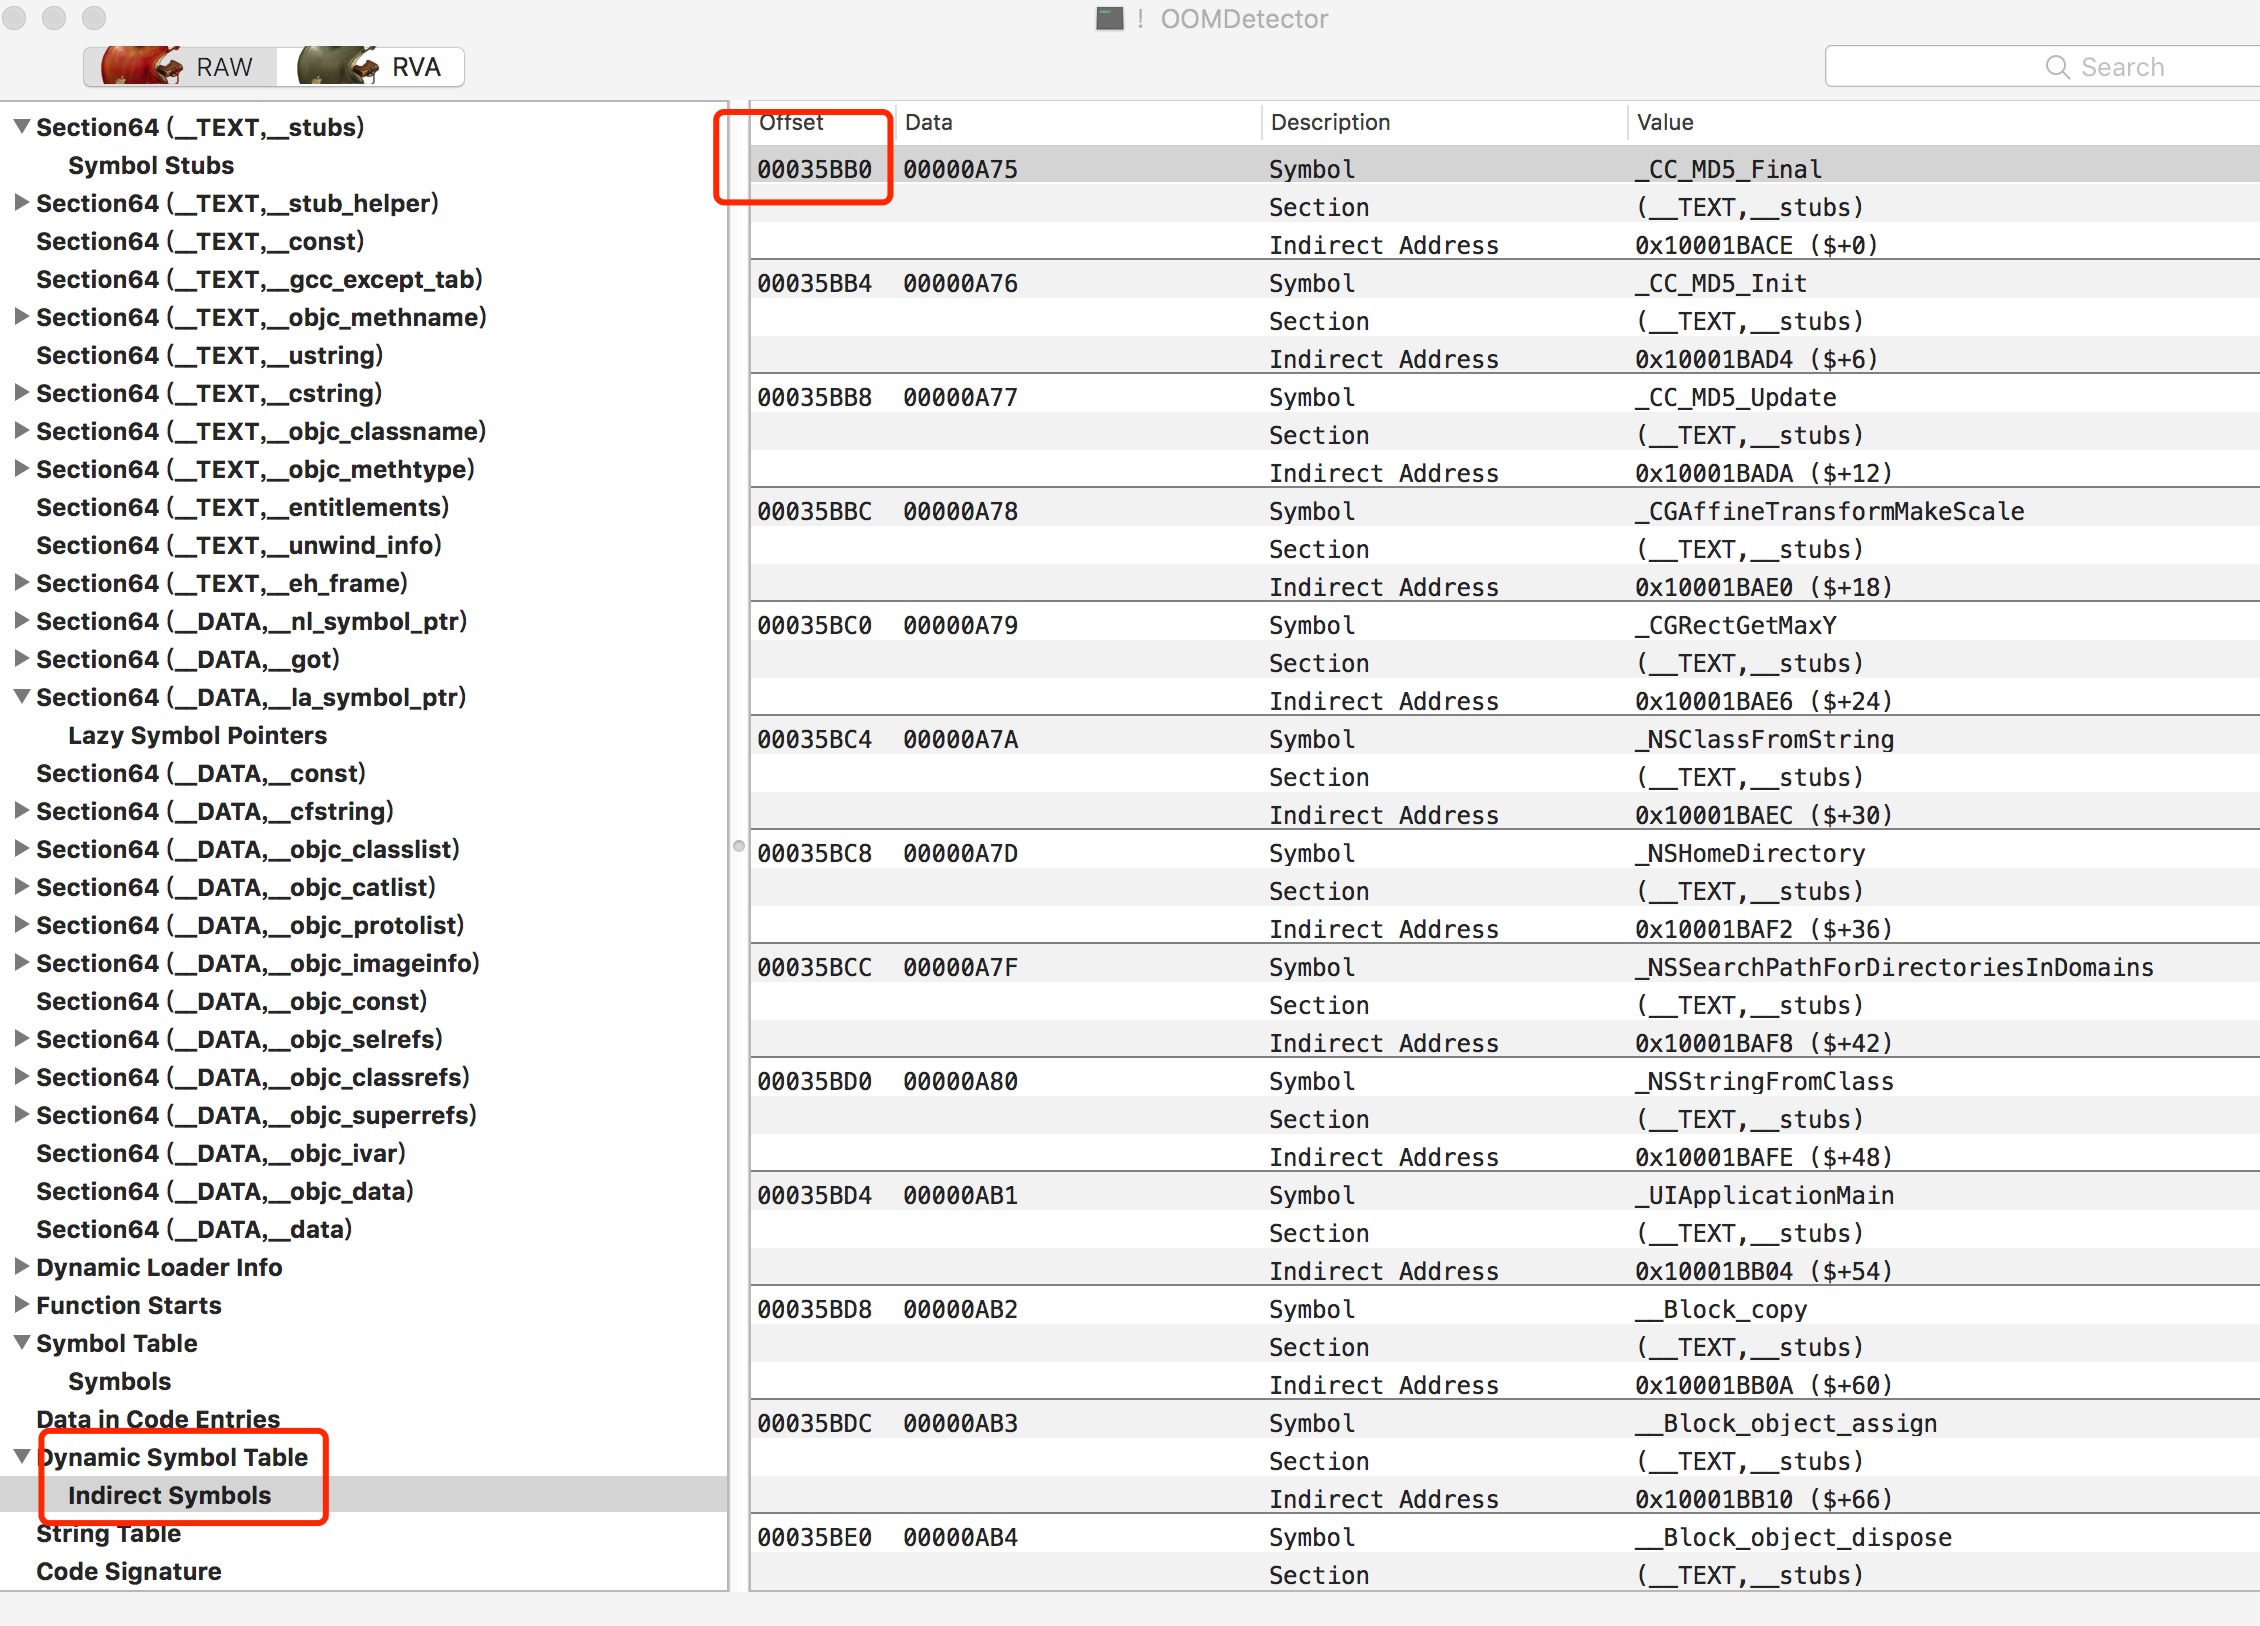 ! OOMDetector
RAW RVA
Search
Section64 (__TEXT,__stubs)
Symbol Stubs
Section64 (__TEXT,__stub_helper)
Section64 (__TEXT,__const)
Section64 (__TEXT,__gcc_except_tab)
Section64 (__TEXT,__objc_methname)
Section64 (__TEXT,__ustring)
Section64 (__TEXT,__cstring)
Section64 (__TEXT,__objc_classname)
Section64 (__TEXT,__objc_methtype)
Section64 (__TEXT,__entitlements)
Section64 (__TEXT,__unwind_info)
Section64 (__TEXT,__eh_frame)
Section64 (__DATA,__nl_symbol_ptr)
Section64 (__DATA,__got)
Section64 (__DATA,__la_symbol_ptr)
Lazy Symbol Pointers
Section64 (__DATA,__const)
Section64 (__DATA,__cfstring)
Section64 (__DATA,__objc_classlist)
Section64 (__DATA,__objc_catlist)
Section64 (__DATA,__objc_protolist)
Section64 (__DATA,__objc_imageinfo)
Section64 (__DATA,__objc_const)
Section64 (__DATA,__objc_selrefs)
Section64 (__DATA,__objc_classrefs)
Section64 (__DATA,__objc_superrefs)
Section64 (__DATA,__objc_ivar)
Section64 (__DATA,__objc_data)
Section64 (__DATA,__data)
Dynamic Loader Info
Function Starts
Symbol Table
Symbols
Data in Code Entries
Dynamic Symbol Table
Indirect Symbols
String Table
Code Signature
Offset Data Description Value
00035BB0 00000A75 Symbol _CC_MD5_Final
Section (__TEXT,__stubs)
Indirect Address 0x10001BACE ($+0)
00035BB4 00000A76 Symbol _CC_MD5_Init
Section (__TEXT,__stubs)
Indirect Address 0x10001BAD4 ($+6)
00035BB8 00000A77 Symbol _CC_MD5_Update
Section (__TEXT,__stubs)
Indirect Address 0x10001BADA ($+12)
00035BBC 00000A78 Symbol _CGAffineTransformMakeScale
Section (__TEXT,__stubs)
Indirect Address 0x10001BAE0 ($+18)
00035BC0 00000A79 Symbol _CGRectGetMaxY
Section (__TEXT,__stubs)
Indirect Address 0x10001BAE6 ($+24)
00035BC4 00000A7A Symbol _NSClassFromString
Section (__TEXT,__stubs)
Indirect Address 0x10001BAEC ($+30)
00035BC8 00000A7D Symbol _NSHomeDirectory
Section (__TEXT,__stubs)
Indirect Address 0x10001BAF2 ($+36)
00035BCC 00000A7F Symbol _NSSearchPathForDirectoriesInDomains
Section (__TEXT,__stubs)
Indirect Address 0x10001BAF8 ($+42)
00035BD0 00000A80 Symbol _NSStringFromClass
Section (__TEXT,__stubs)
Indirect Address 0x10001BAFE ($+48)
00035BD4 00000AB1 Symbol _UIApplicationMain
Section (__TEXT,__stubs)
Indirect Address 0x10001BB04 ($+54)
00035BD8 00000AB2 Symbol __Block_copy
Section (__TEXT,__stubs)
Indirect Address 0x10001BB0A ($+60)
00035BDC 00000AB3 Symbol __Block_object_assign
Section (__TEXT,__stubs)
Indirect Address 0x10001BB10 ($+66)
00035BE0 00000AB4 Symbol __Block_object_dispose
Section (__TEXT,__stubs)